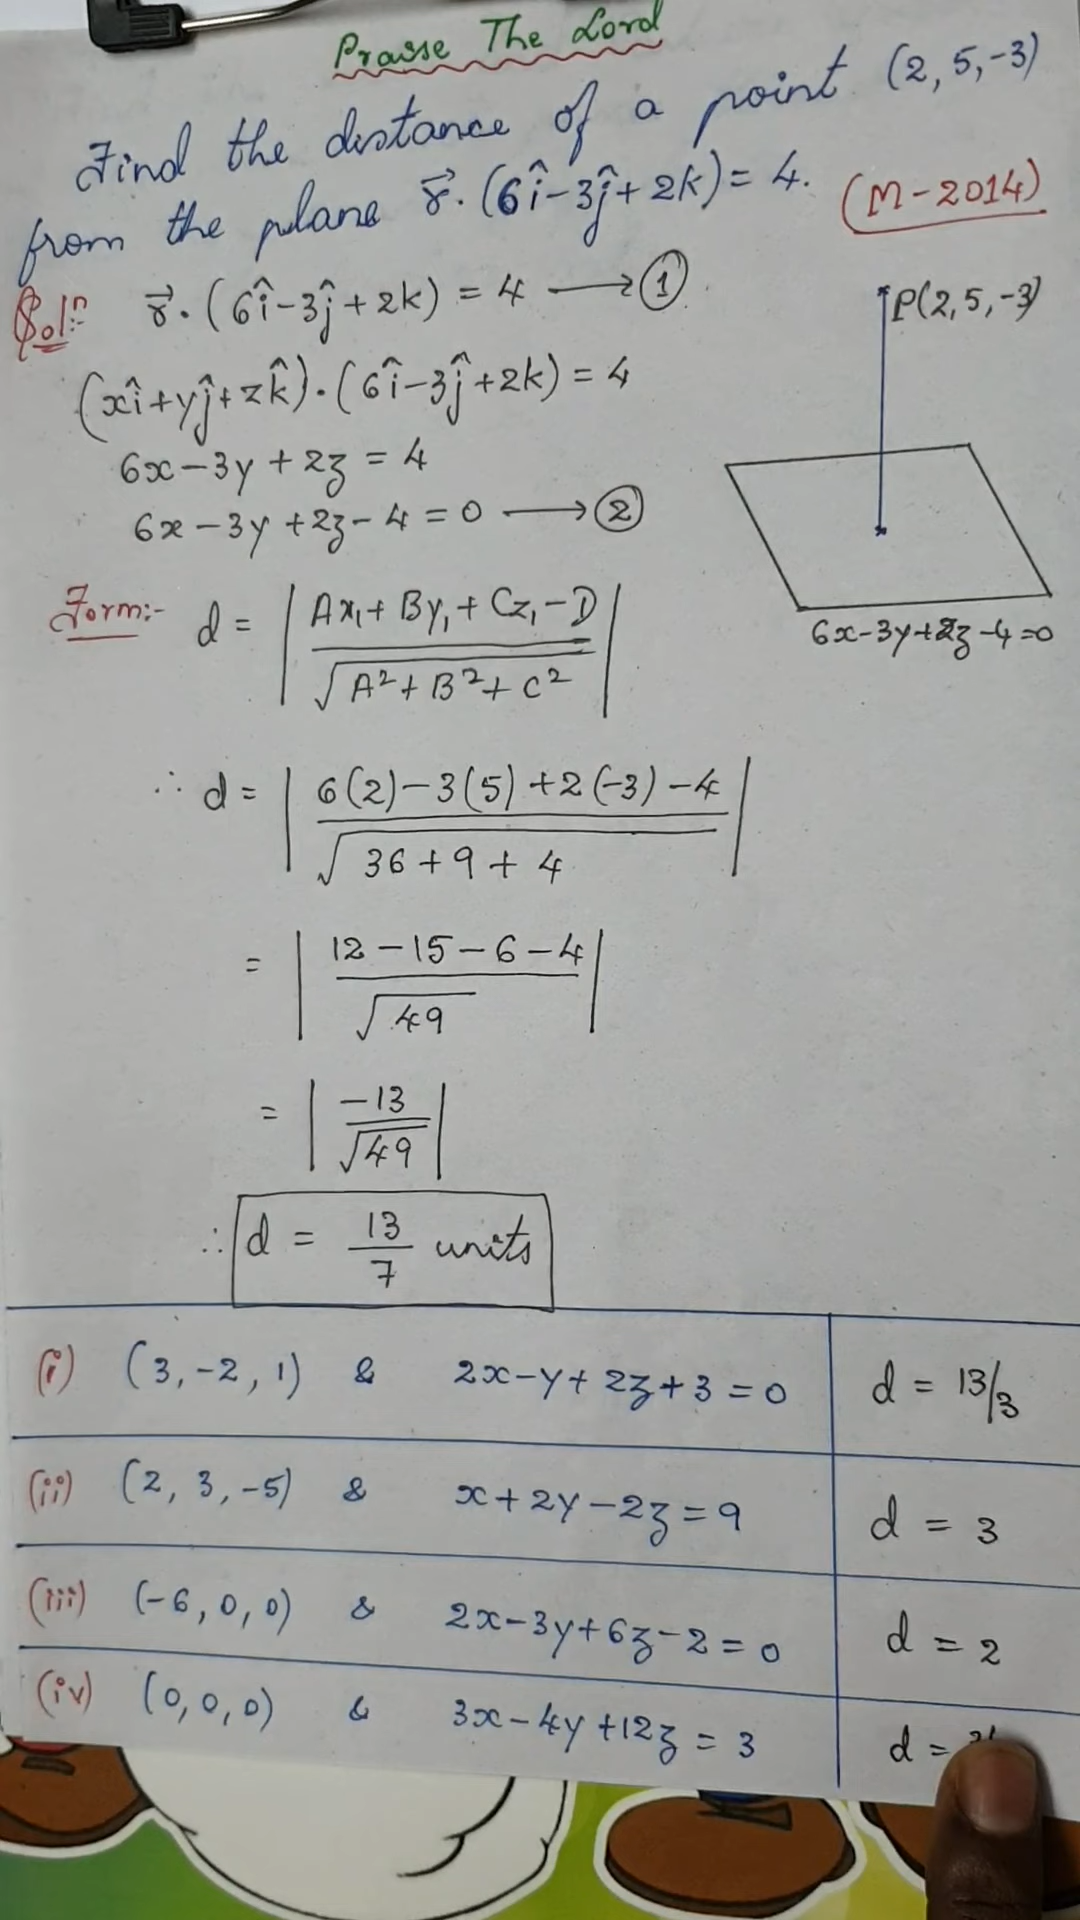 Praise The Lord
Find the distance of a point (2, 5, -3)
from the plane r⃗. (6î - 3ĵ + 2k) = 4. (M-2014)
Soln:- r⃗. (6î - 3ĵ + 2k) = 4 → ①
P(2, 5, -3)
(xî + yĵ + zk̂). (6î - 3ĵ + 2k) = 4
6x - 3y + 2z = 4
6x - 3y + 2z - 4 = 0 → ②
Form:- d = | Ax₁ + By₁ + Cz₁ - D / √A² + B² + C² |
6x - 3y + 2z - 4 = 0
∴ d = | 6(2) - 3(5) + 2(-3) - 4 / √36 + 9 + 4 |
= | 12 - 15 - 6 - 4 / √49 |
= | -13 / √49 |
∴ d = 13/7 units
(i) (3, -2, 1) & 2x - y + 2z + 3 = 0 d = 13/3
(ii) (2, 3, -5) & x + 2y - 2z = 9 d = 3
(iii) (-6, 0, 0) & 2x - 3y + 6z - 2 = 0 d = 2
(iv) (0, 0, 0) & 3x - 4y + 12z = 3 d =